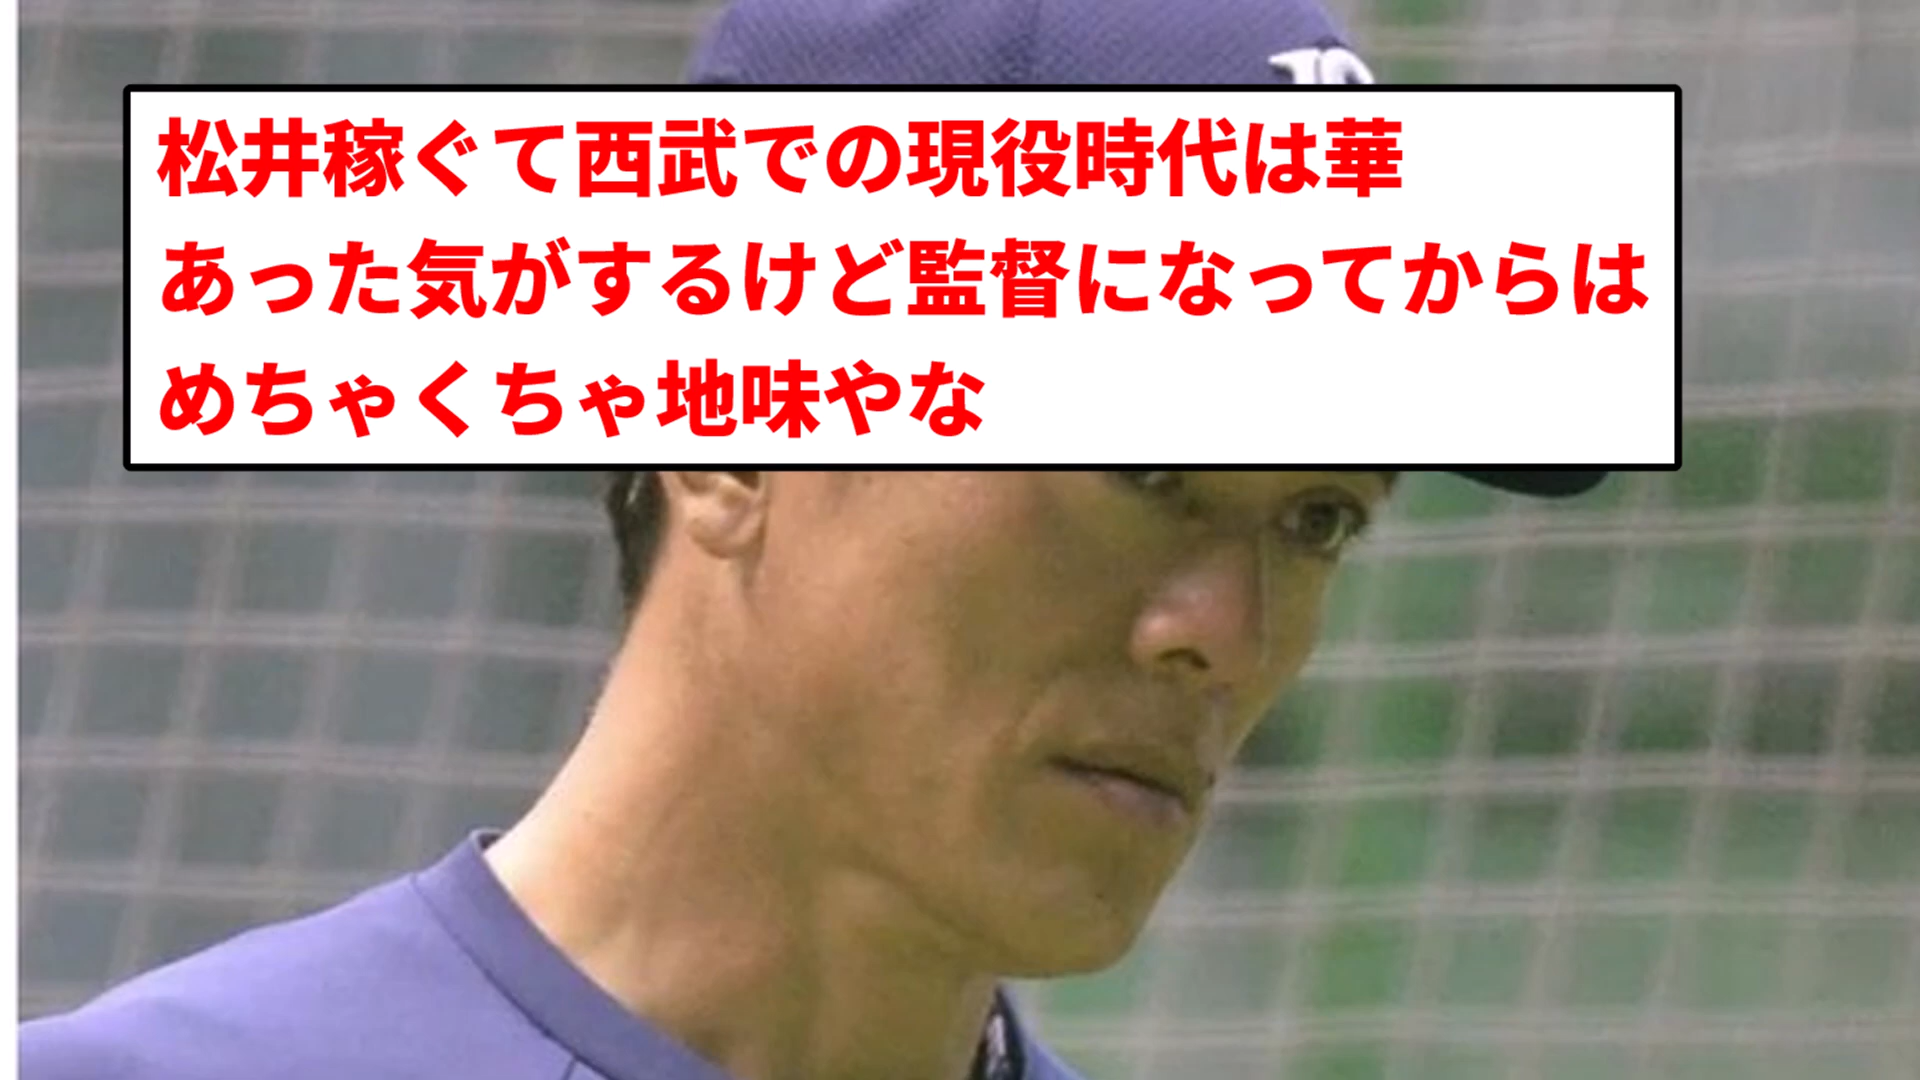 松井稼ぐて西武での現役時代は華
あった気がするけど監督になってからは
めちゃくちゃ地味やな